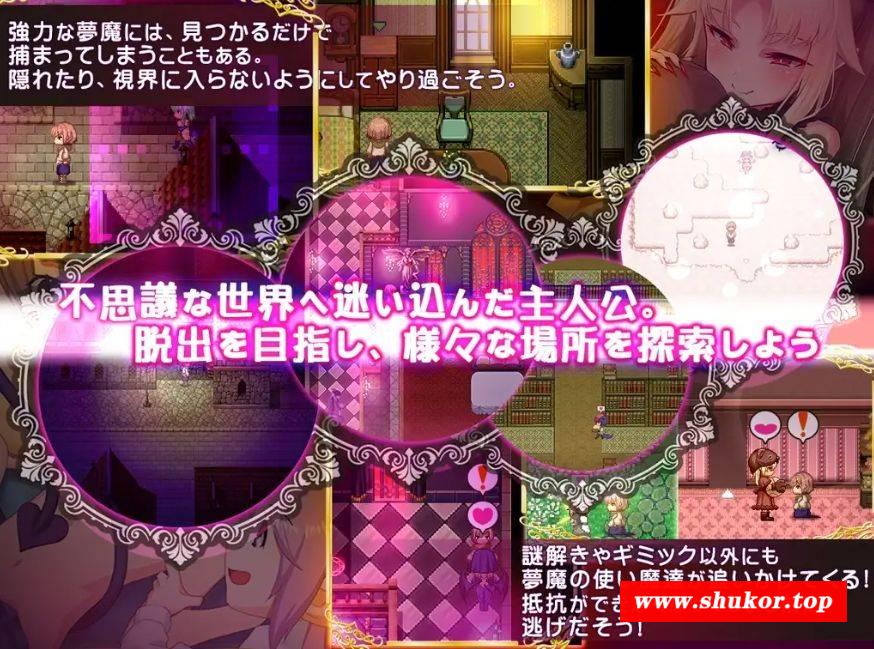 強力な夢魔には、見つかるだけで
捕まってしまうこともある。
隠れたり、視界に入らないようにしてやり過ごそう。
不思議な世界へ迷い込んだ主人公。
脱出を目指し、様々な場所を探索しよう
謎解きやギミック以外にも
夢魔の使い魔達が追いかけてくる!
抵抗ができ
www.shukor.top
逃げだそう!